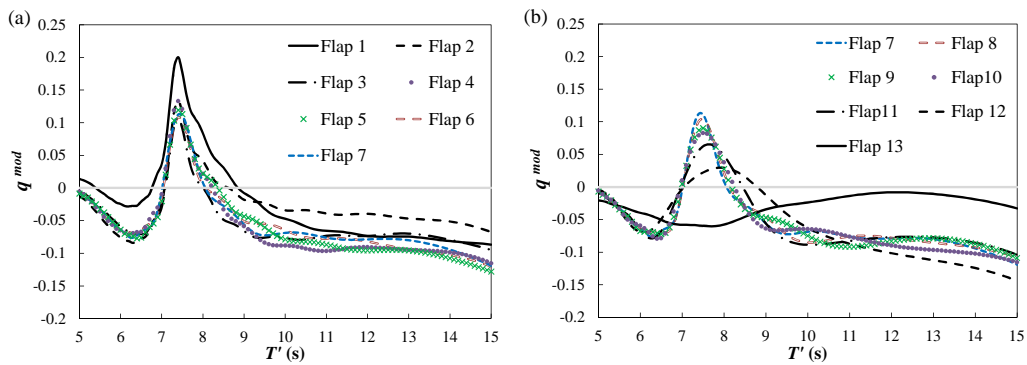 (a)
0.25
0.2
0.15
0.1
0.05
0
-0.05
-0.1
-0.15
-0.2
q mod
5 6 7 8 9 10 11 12 13 14 15
T' (s)
Flap 1 Flap 2
Flap 3 Flap 4
Flap 5 Flap 6
Flap 7
(b)
0.25
0.2
0.15
0.1
0.05
0
-0.05
-0.1
-0.15
-0.2
q mod
5 6 7 8 9 10 11 12 13 14 15
T' (s)
Flap 7 Flap 8
Flap 9 Flap10
Flap11 Flap 12
Flap 13